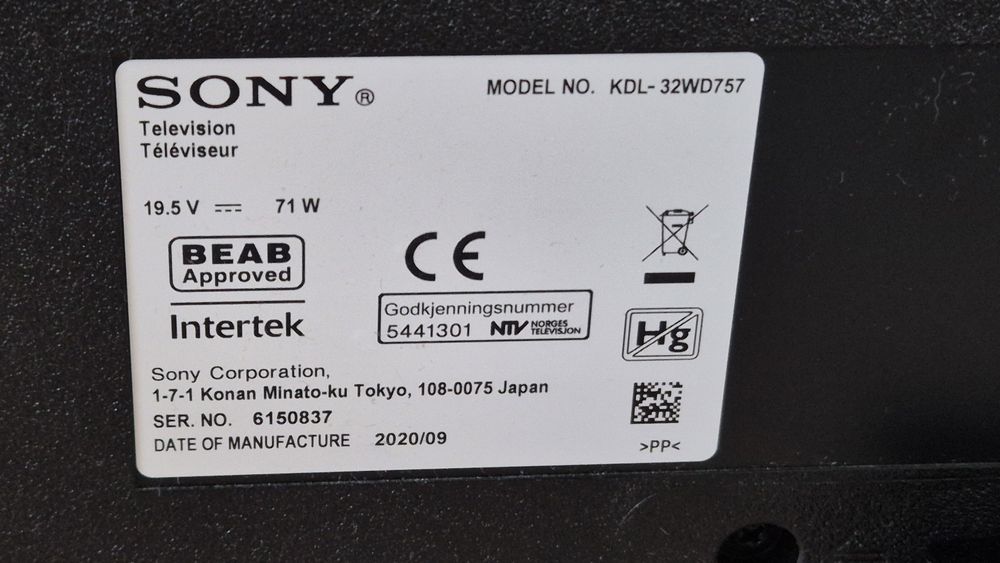 SONY®
MODEL NO. KDL-32WD757
Television
Téléviseur
19.5 V ⎓ 71 W
BEAB
Approved
Intertek
CE
Godkjenningsnummer
5441301 NTV NORGES TELEVISJON
Hg
Sony Corporation,
1-7-1 Konan Minato-ku Tokyo, 108-0075 Japan
SER. NO. 6150837
DATE OF MANUFACTURE 2020/09
>PP<